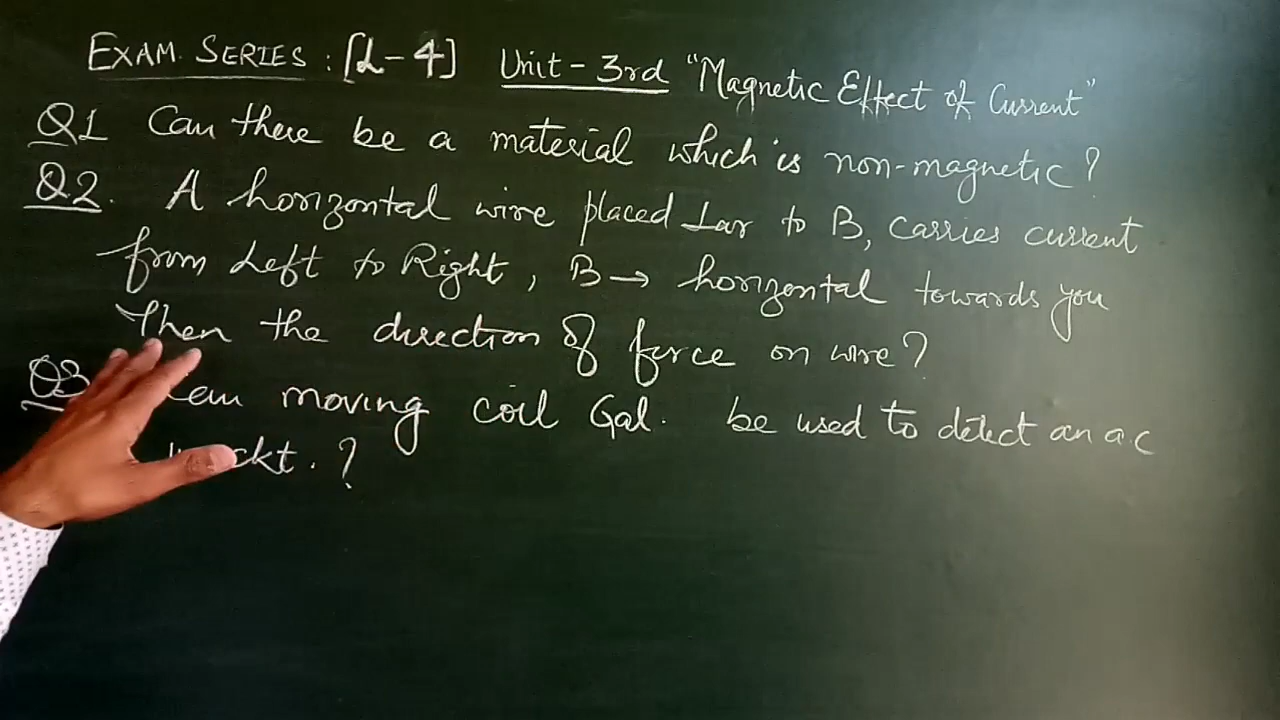 EXAM. SERIES : [L-4] Unit - 3rd "Magnetic Effect of Current"
Q1 Can there be a material which is non-magnetic?
Q2. A horizontal wire placed Lar to B, carries current
from Left to Right, B → horizontal towards you
Then the direction of force on wire?
Q3 moving coil Gal. be used to detect an a.c
ckt. ?